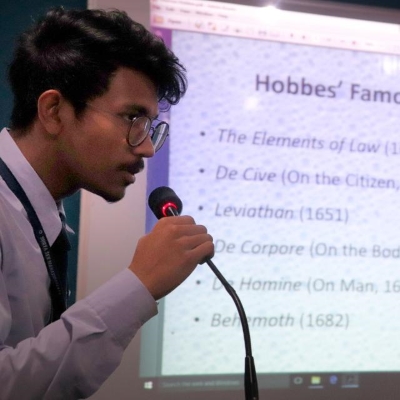 Hobbes' Famo
The Elements of Law (1
De Cive (On the Citizen,
Leviathan (1651)
De Corpore (On the Bod
De Homine (On Man, 16
Behemoth (1682)